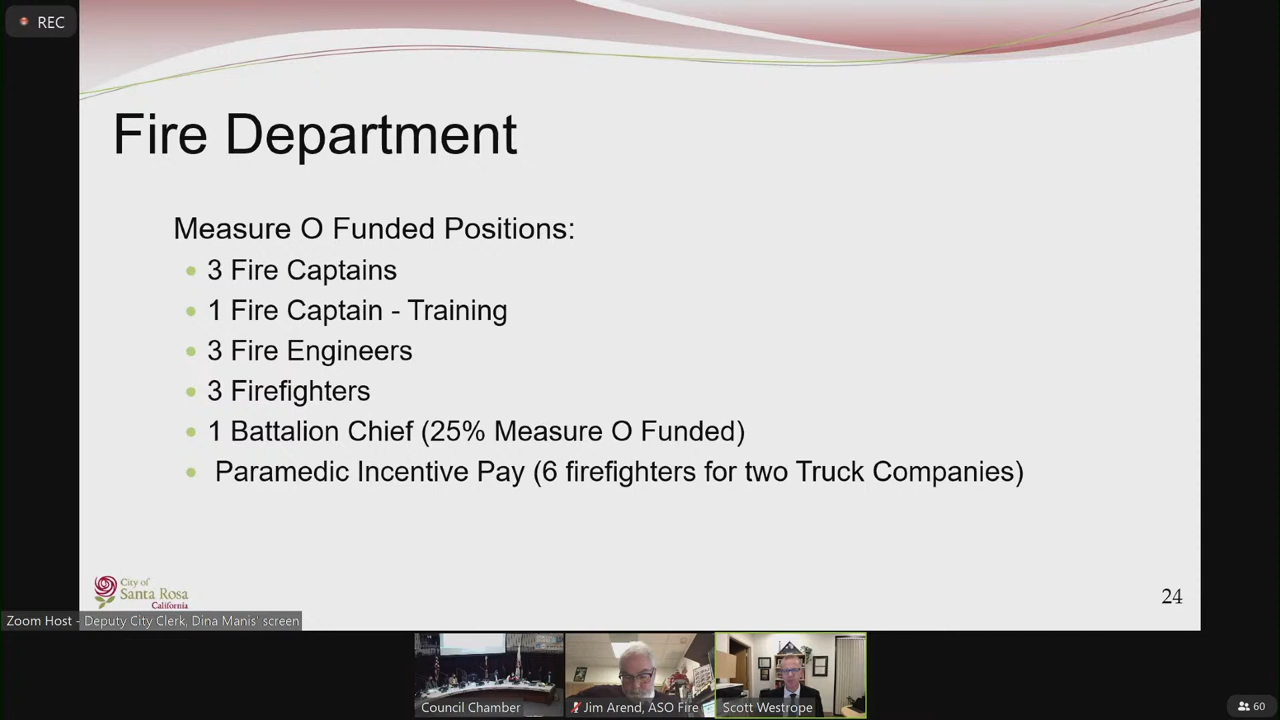 REC
Fire Department
Measure O Funded Positions:
3 Fire Captains
1 Fire Captain - Training
3 Fire Engineers
3 Firefighters
1 Battalion Chief (25% Measure O Funded)
Paramedic Incentive Pay (6 firefighters for two Truck Companies)
City of
Santa Rosa
California
24
Zoom Host - Deputy City Clerk, Dina Manis' screen
Council Chamber
Jim Arend, ASO Fire
Scott Westrope
60